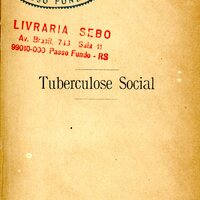 LIVRARIA SEBO
Av. Brasil, 743 Sala 11
99010-000 Passo Fundo - RS
Tuberculose Social